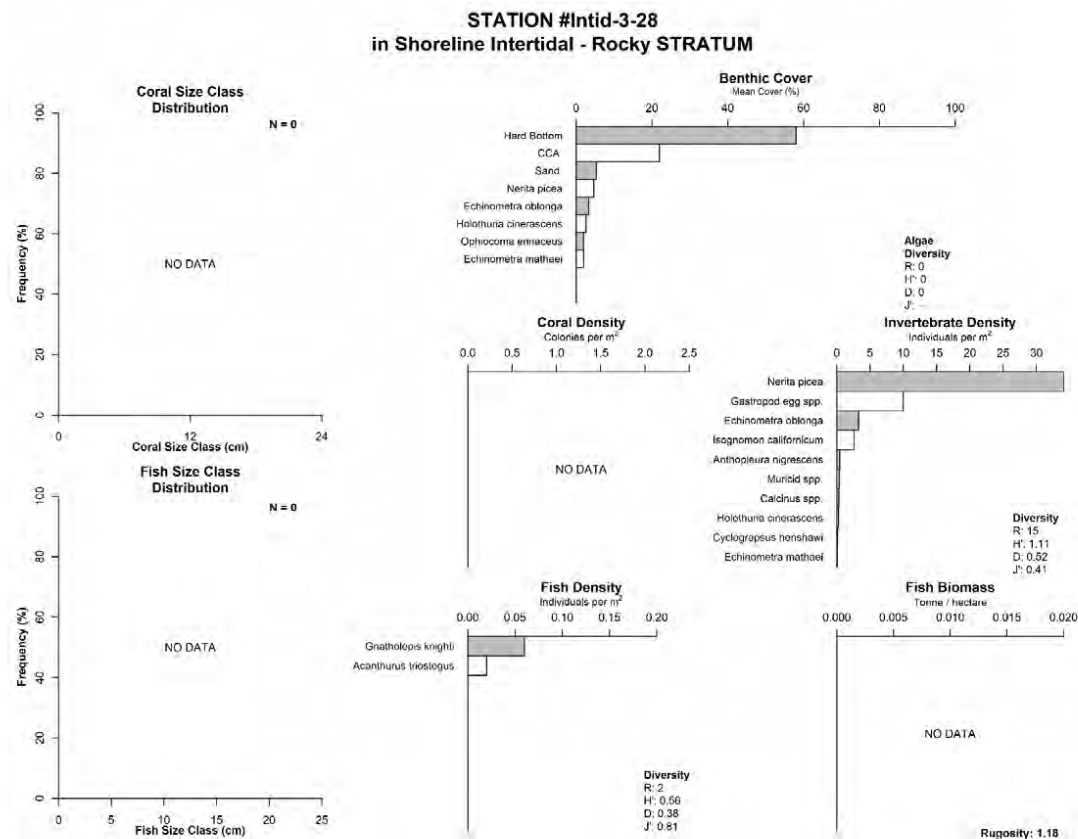 STATION #Intid-3-28
in Shoreline Intertidal - Rocky STRATUM
Coral Size Class
Distribution
N = 0
Frequency (%)
0 20 40 60 80 100
NO DATA
0 12 24
Coral Size Class (cm)
Benthic Cover
Mean Cover (%)
0 20 40 60 80 100
Hard Bottom
CCA
Sand
Nerita picea
Echinometra oblonga
Holothuria cinerascens
Ophiocoma erinaceus
Echinometra mathaei
Algae
Diversity
R: 0
H': 0
D: 0
J': --
Coral Density
Colonies per m²
0.0 0.5 1.0 1.5 2.0 2.5
NO DATA
Invertebrate Density
Individuals per m²
0 5 10 15 20 25 30
Nerita picea
Gastropod egg spp.
Echinometra oblonga
Isognomon californicum
Anthopleura nigrescens
Muricid spp.
Calcinus spp.
Holothuria cinerascens
Cyclograpsus henshawi
Echinometra mathaei
Diversity
R: 15
H': 1.11
D: 0.52
J': 0.41
Fish Size Class
Distribution
N = 0
Frequency (%)
0 20 40 60 80 100
NO DATA
0 5 10 15 20 25
Fish Size Class (cm)
Fish Density
Individuals per m²
0.00 0.05 0.10 0.15 0.20
Gnatholepis knighti
Acanthurus triostegus
Diversity
R: 2
H': 0.56
D: 0.38
J': 0.81
Fish Biomass
Tonne / hectare
0.000 0.005 0.010 0.015 0.020
NO DATA
Rugosity: 1.18